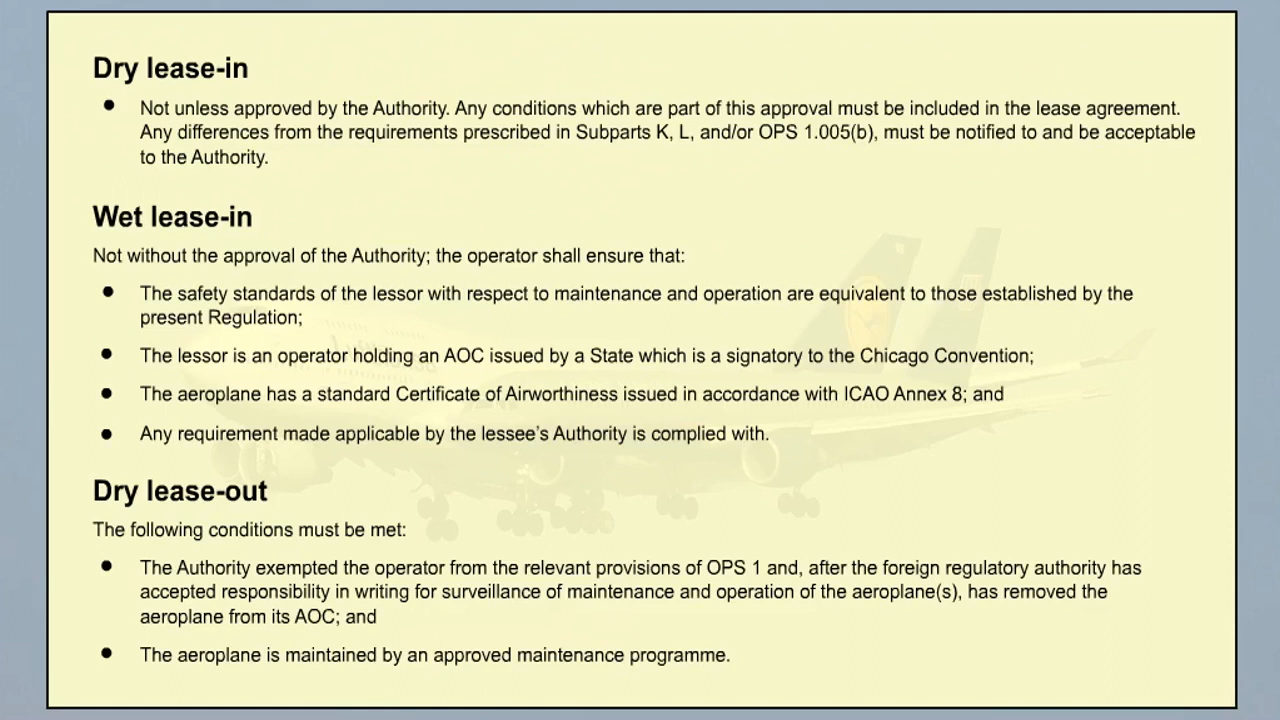 Dry lease-in
● Not unless approved by the Authority. Any conditions which are part of this approval must be included in the lease agreement.
Any differences from the requirements prescribed in Subparts K, L, and/or OPS 1.005(b), must be notified to and be acceptable
to the Authority.
Wet lease-in
Not without the approval of the Authority; the operator shall ensure that:
● The safety standards of the lessor with respect to maintenance and operation are equivalent to those established by the
present Regulation;
● The lessor is an operator holding an AOC issued by a State which is a signatory to the Chicago Convention;
● The aeroplane has a standard Certificate of Airworthiness issued in accordance with ICAO Annex 8; and
● Any requirement made applicable by the lessee's Authority is complied with.
Dry lease-out
The following conditions must be met:
● The Authority exempted the operator from the relevant provisions of OPS 1 and, after the foreign regulatory authority has
accepted responsibility in writing for surveillance of maintenance and operation of the aeroplane(s), has removed the
aeroplane from its AOC; and
● The aeroplane is maintained by an approved maintenance programme.